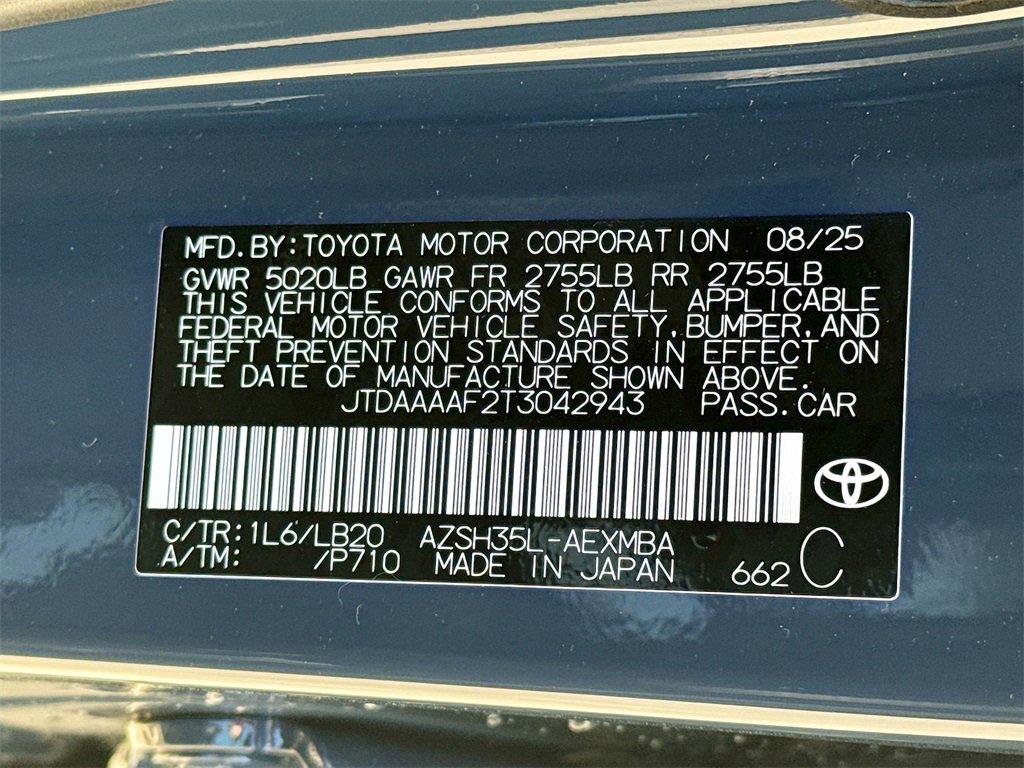 MFD.BY:TOYOTA MOTOR CORPORATION 08/25
GVWR 5020LB GAWR FR 2755LB RR 2755LB
THIS VEHICLE CONFORMS TO ALL APPLICABLE
FEDERAL MOTOR VEHICLE SAFETY,BUMPER,AND
THEFT PREVENTION STANDARDS IN EFFECT ON
THE DATE OF MANUFACTURE SHOWN ABOVE.
JTDAAAAF2T3042943 PASS.CAR
C/TR:1L6/LB20 AZSH35L-AEXMBA
A/TM: /P710 MADE IN JAPAN 662 C